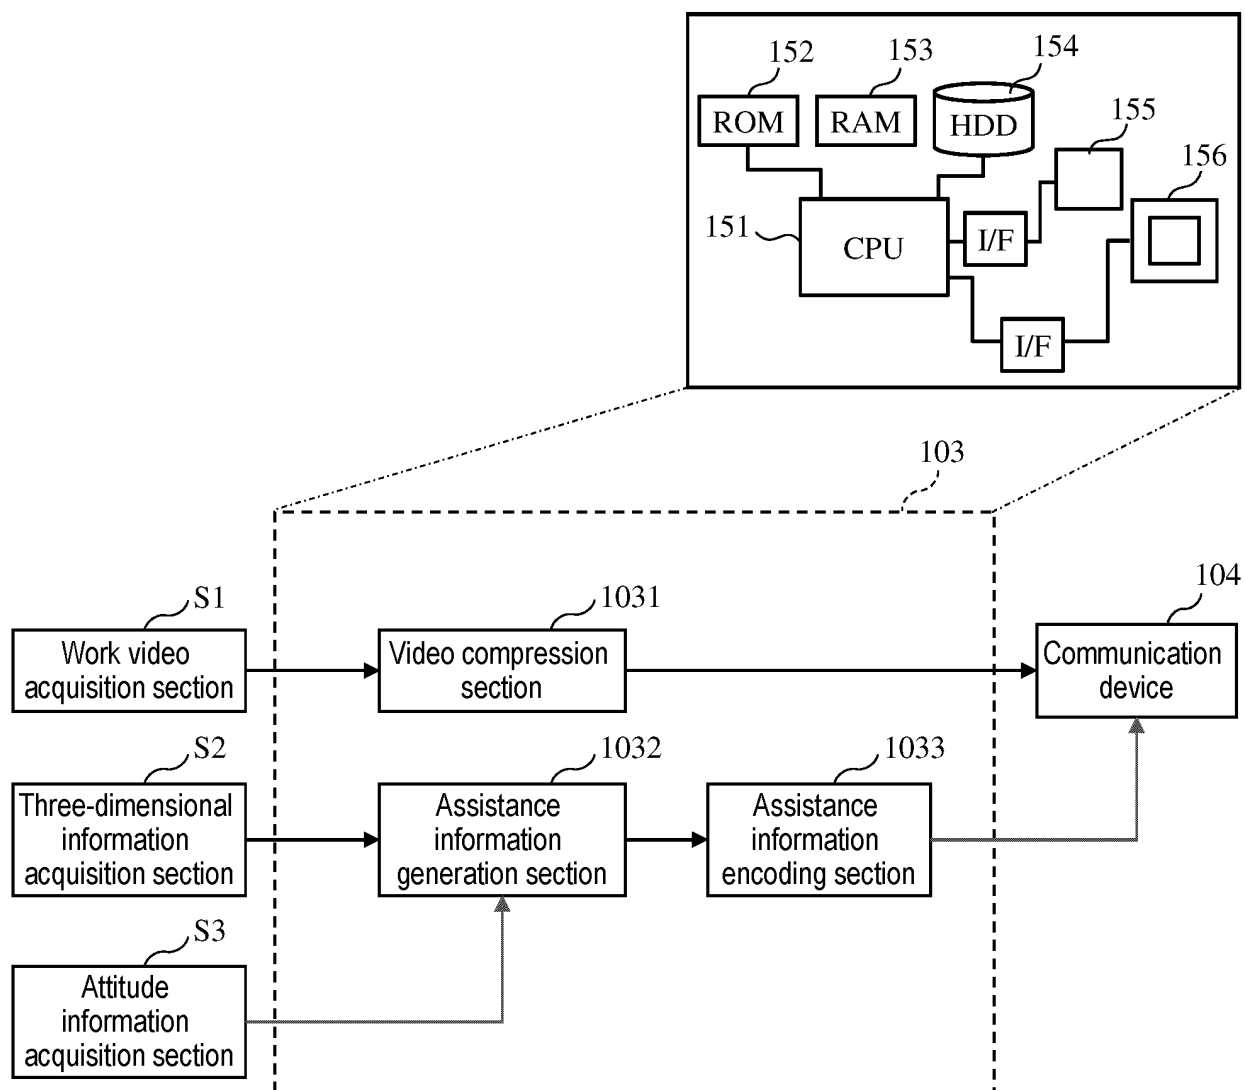 152
153
154
ROM
RAM
HDD
155
156
151
CPU
I/F
I/F
103
S1
1031
104
Work video
acquisition section
Video compression
section
Communication
device
S2
1032
1033
Three-dimensional
information
acquisition section
Assistance
information
generation section
Assistance
information
encoding section
S3
Attitude
information
acquisition section